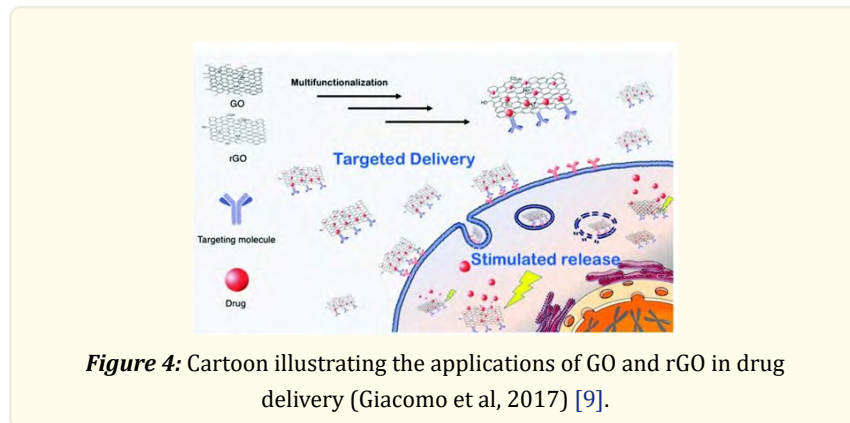 GO
rGO
Targeting molecule
Drug
Multifunctionalization
Targeted Delivery
Stimulated release
Figure 4: Cartoon illustrating the applications of GO and rGO in drug
delivery (Giacomo et al, 2017) [9].